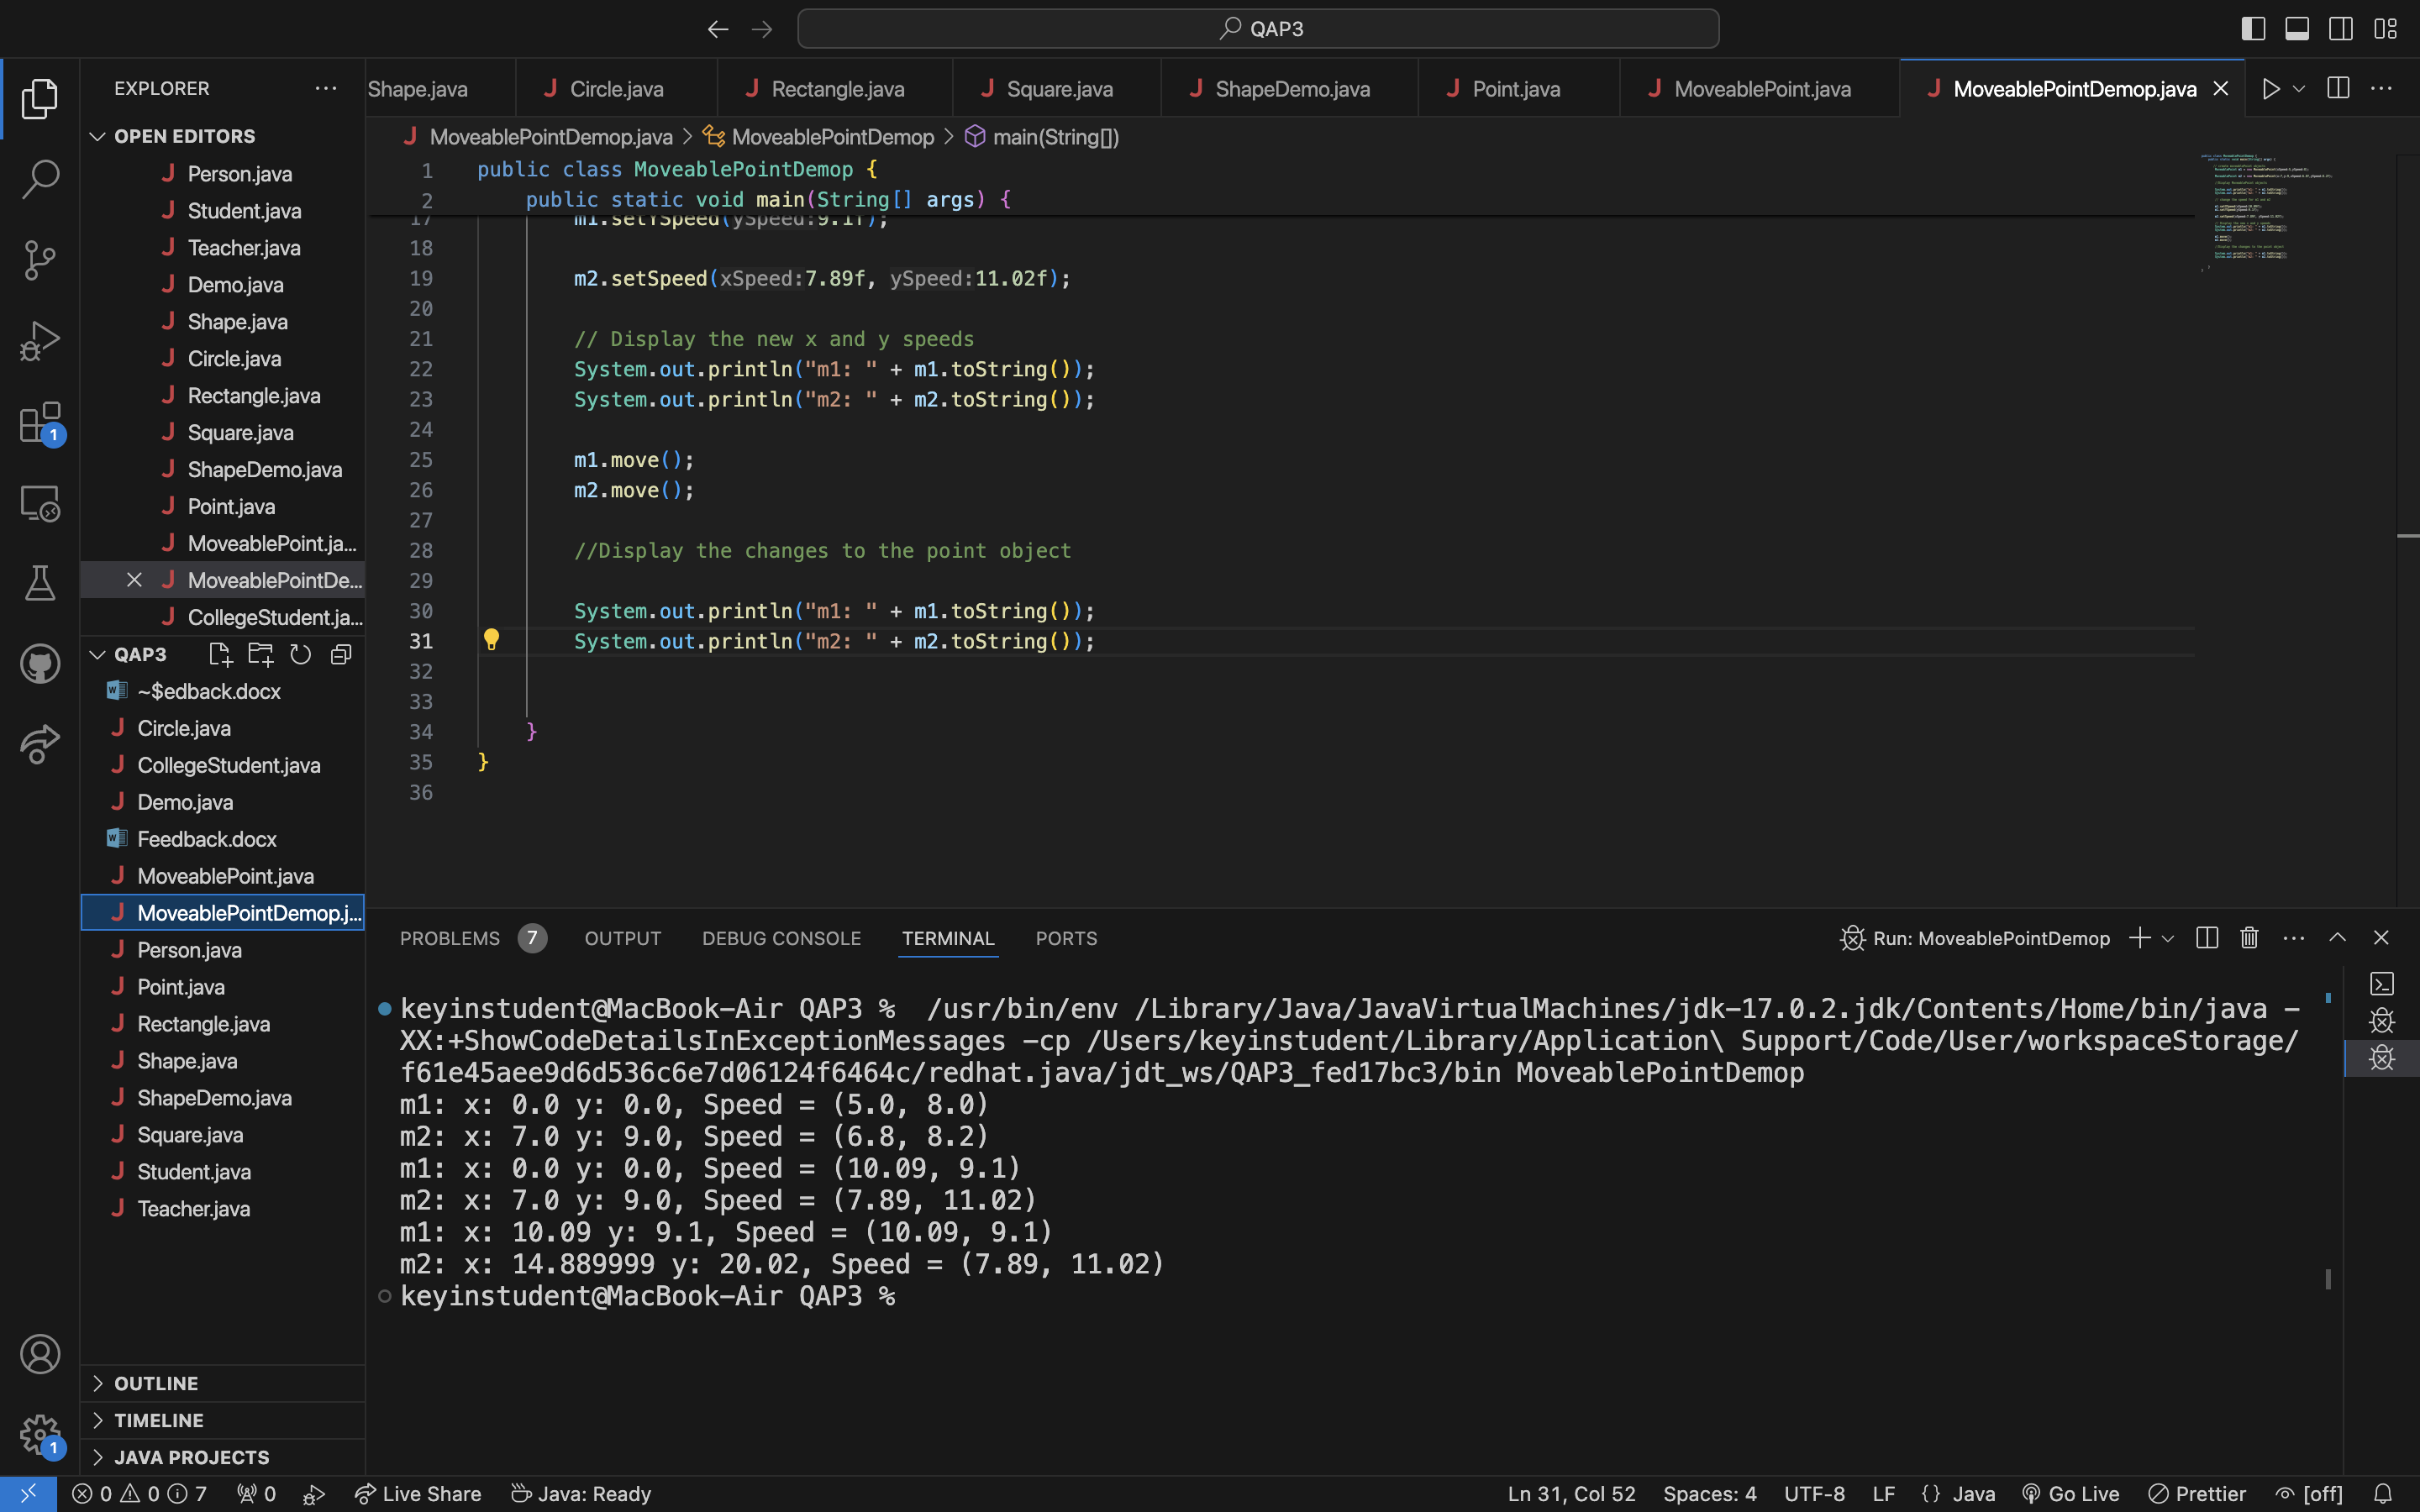 QAP3
EXPLORER
OPEN EDITORS
Person.java
Student.java
Teacher.java
Demo.java
Shape.java
Circle.java
Rectangle.java
Square.java
ShapeDemo.java
Point.java
MoveablePoint.ja...
MoveablePointDe...
CollegeStudent.ja...
QAP3
~$edback.docx
Circle.java
CollegeStudent.java
Demo.java
Feedback.docx
MoveablePoint.java
MoveablePointDemop.j...
Person.java
Point.java
Rectangle.java
Shape.java
ShapeDemo.java
Square.java
Student.java
Teacher.java
OUTLINE
TIMELINE
JAVA PROJECTS
1
1
Shape.java Circle.java Rectangle.java Square.java ShapeDemo.java Point.java MoveablePoint.java MoveablePointDemop.java
MoveablePointDemop.java > MoveablePointDemop > main(String[])
1 public class MoveablePointDemop {
2 public static void main(String[] args) {
17 m1.setYSpeed(ySpeed:9.1f);
18
19 m2.setSpeed(xSpeed:7.89f, ySpeed:11.02f);
20
21 // Display the new x and y speeds
22 System.out.println("m1: " + m1.toString());
23 System.out.println("m2: " + m2.toString());
24
25 m1.move();
26 m2.move();
27
28 //Display the changes to the point object
29
30 System.out.println("m1: " + m1.toString());
31 System.out.println("m2: " + m2.toString());
32
33
34 }
35 }
36
PROBLEMS 7 OUTPUT DEBUG CONSOLE TERMINAL PORTS Run: MoveablePointDemop
keyinstudent@MacBook-Air QAP3 % /usr/bin/env /Library/Java/JavaVirtualMachines/jdk-17.0.2.jdk/Contents/Home/bin/java -
XX:+ShowCodeDetailsInExceptionMessages -cp /Users/keyinstudent/Library/Application\ Support/Code/User/workspaceStorage/
f61e45aee9d6d536c6e7d06124f6464c/redhat.java/jdt_ws/QAP3_fed17bc3/bin MoveablePointDemop
m1: x: 0.0 y: 0.0, Speed = (5.0, 8.0)
m2: x: 7.0 y: 9.0, Speed = (6.8, 8.2)
m1: x: 0.0 y: 0.0, Speed = (10.09, 9.1)
m2: x: 7.0 y: 9.0, Speed = (7.89, 11.02)
m1: x: 10.09 y: 9.1, Speed = (10.09, 9.1)
m2: x: 14.889999 y: 20.02, Speed = (7.89, 11.02)
keyinstudent@MacBook-Air QAP3 %
0 0 7 0 Live Share Java: Ready Ln 31, Col 52 Spaces: 4 UTF-8 LF {} Java Go Live Prettier [off]